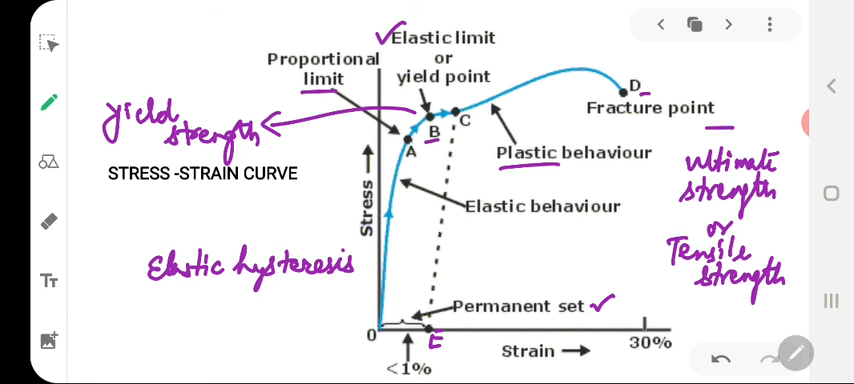 Elastic limit
or
yield point
Proportional
limit
D
Fracture point
yield
strength
B
C
A
Plastic behaviour
STRESS -STRAIN CURVE
Ultimate
strength
or
Tensile
strength
Stress
Elastic behaviour
Elastic hysteresis
Permanent set
0
E
Strain
30%
<1%
TT